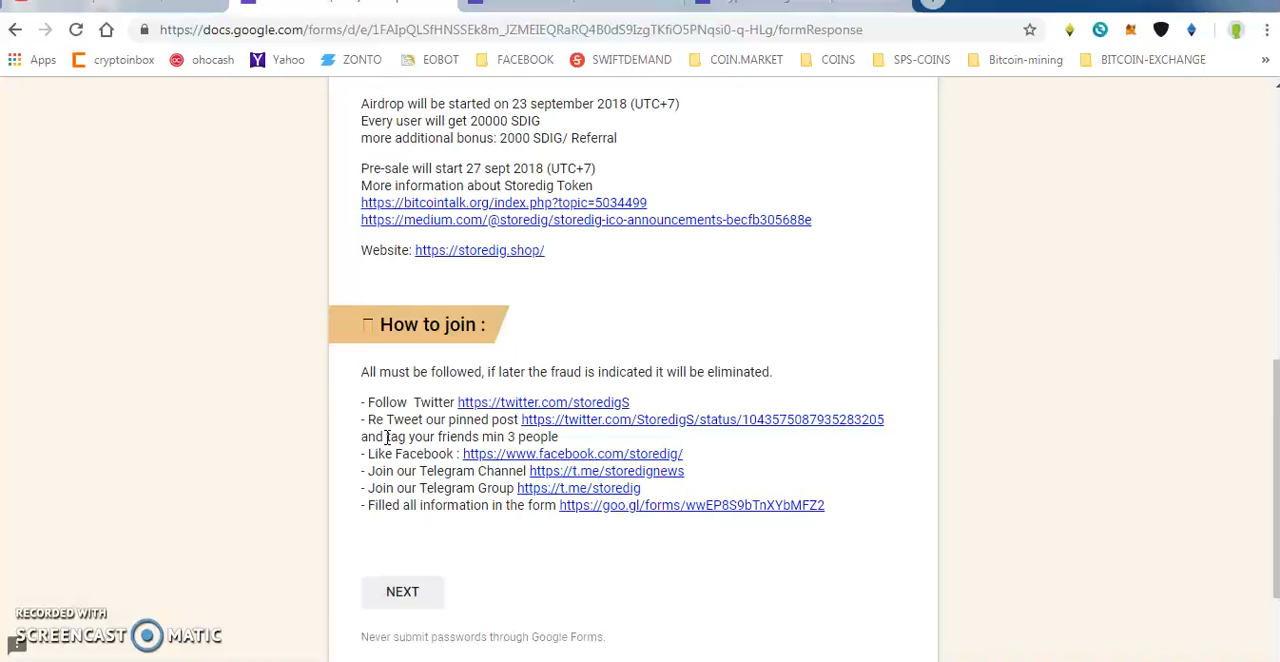 https://docs.google.com/forms/d/e/1FAIpQLSfHNSSEk8m_JZMEIEQRaRQ4B0dS9IzgTKfiO5PNqsi0-q-HLg/formResponse
Apps cryptoinbox ohocash Yahoo ZONTO EOBOT FACEBOOK SWIFTDEMAND COIN.MARKET COINS SPS-COINS Bitcoin-mining BITCOIN-EXCHANGE »
Airdrop will be started on 23 september 2018 (UTC+7)
Every user will get 20000 SDIG
more additional bonus: 2000 SDIG/ Referral
Pre-sale will start 27 sept 2018 (UTC+7)
More information about Storedig Token
https://bitcointalk.org/index.php?topic=5034499
https://medium.com/@storedig/storedig-ico-announcements-becfb305688e
Website: https://storedig.shop/
How to join :
All must be followed, if later the fraud is indicated it will be eliminated.
- Follow Twitter https://twitter.com/storedigS
- Re Tweet our pinned post https://twitter.com/StoredigS/status/1043575087935283205
and tag your friends min 3 people
- Like Facebook : https://www.facebook.com/storedig/
- Join our Telegram Channel https://t.me/storedignews
- Join our Telegram Group https://t.me/storedig
- Filled all information in the form https://goo.gl/forms/wwEP8S9bTnXYbMFZ2
NEXT
Never submit passwords through Google Forms.
RECORDED WITH
SCREENCAST MATIC